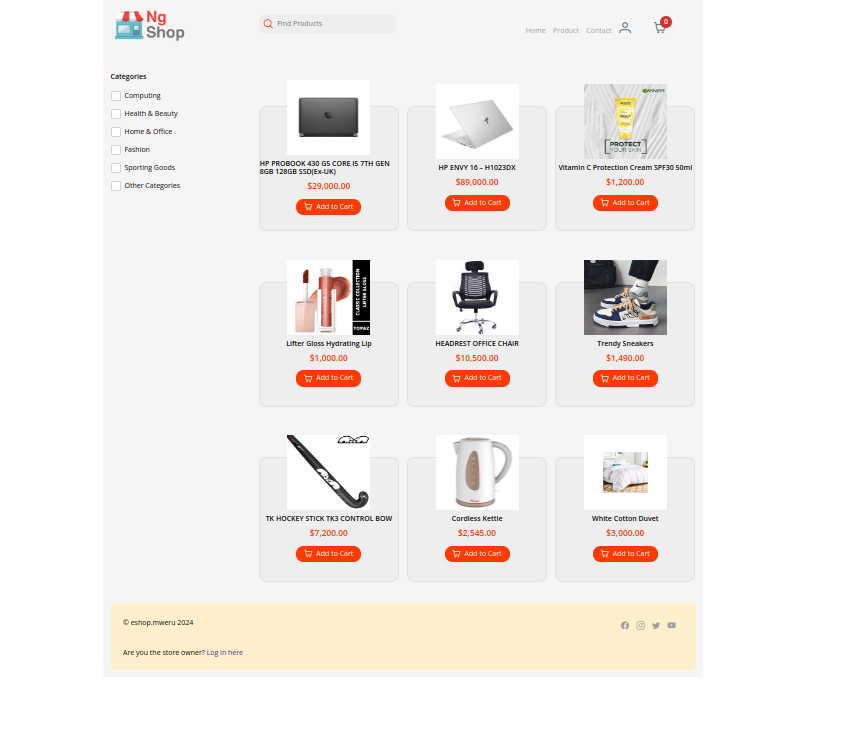 Ng
Shop
Find Products
Home Product Contact
0
Categories
Computing
Health & Beauty
Home & Office
Fashion
Sporting Goods
Other Categories
HP PROBOOK 430 G5 CORE I5 7TH GEN
8GB 128GB SSD(Ex-UK)
$29,000.00
Add to Cart
HP ENVY 16 – H1023DX
$89,000.00
Add to Cart
GARNIER
PROTECT
YOUR SKIN
Vitamin C Protection Cream SPF30 50ml
$1,200.00
Add to Cart
CLASSIC COLLECTION
LIFTER GLOSS
TOPAZ
Lifter Gloss Hydrating Lip
$1,000.00
Add to Cart
HEADREST OFFICE CHAIR
$10,500.00
Add to Cart
Trendy Sneakers
$1,490.00
Add to Cart
TK HOCKEY STICK TK3 CONTROL BOW
$7,200.00
Add to Cart
Cordless Kettle
$2,545.00
Add to Cart
White Cotton Duvet
$3,000.00
Add to Cart
© eshop.mweru 2024
Are you the store owner? Log in here